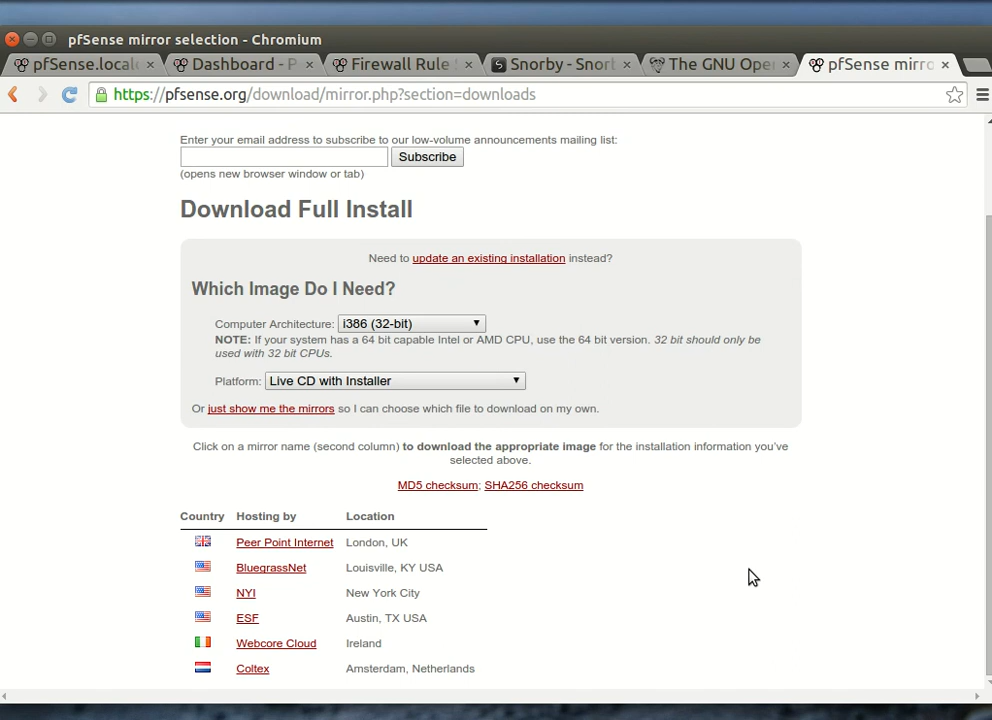 pfSense mirror selection - Chromium
pfSense.local
Dashboard - P
Firewall Rule S
Snorby - Snort
The GNU Oper
pfSense mirro
https://pfsense.org/download/mirror.php?section=downloads
Enter your email address to subscribe to our low-volume announcements mailing list:
Subscribe
(opens new browser window or tab)
Download Full Install
Need to update an existing installation instead?
Which Image Do I Need?
Computer Architecture: i386 (32-bit)
NOTE: If your system has a 64 bit capable Intel or AMD CPU, use the 64 bit version. 32 bit should only be
used with 32 bit CPUs.
Platform: Live CD with Installer
Or just show me the mirrors so I can choose which file to download on my own.
Click on a mirror name (second column) to download the appropriate image for the installation information you've
selected above.
MD5 checksum; SHA256 checksum
Country Hosting by Location
Peer Point Internet London, UK
BluegrassNet Louisville, KY USA
NYI New York City
ESF Austin, TX USA
Webcore Cloud Ireland
Coltex Amsterdam, Netherlands